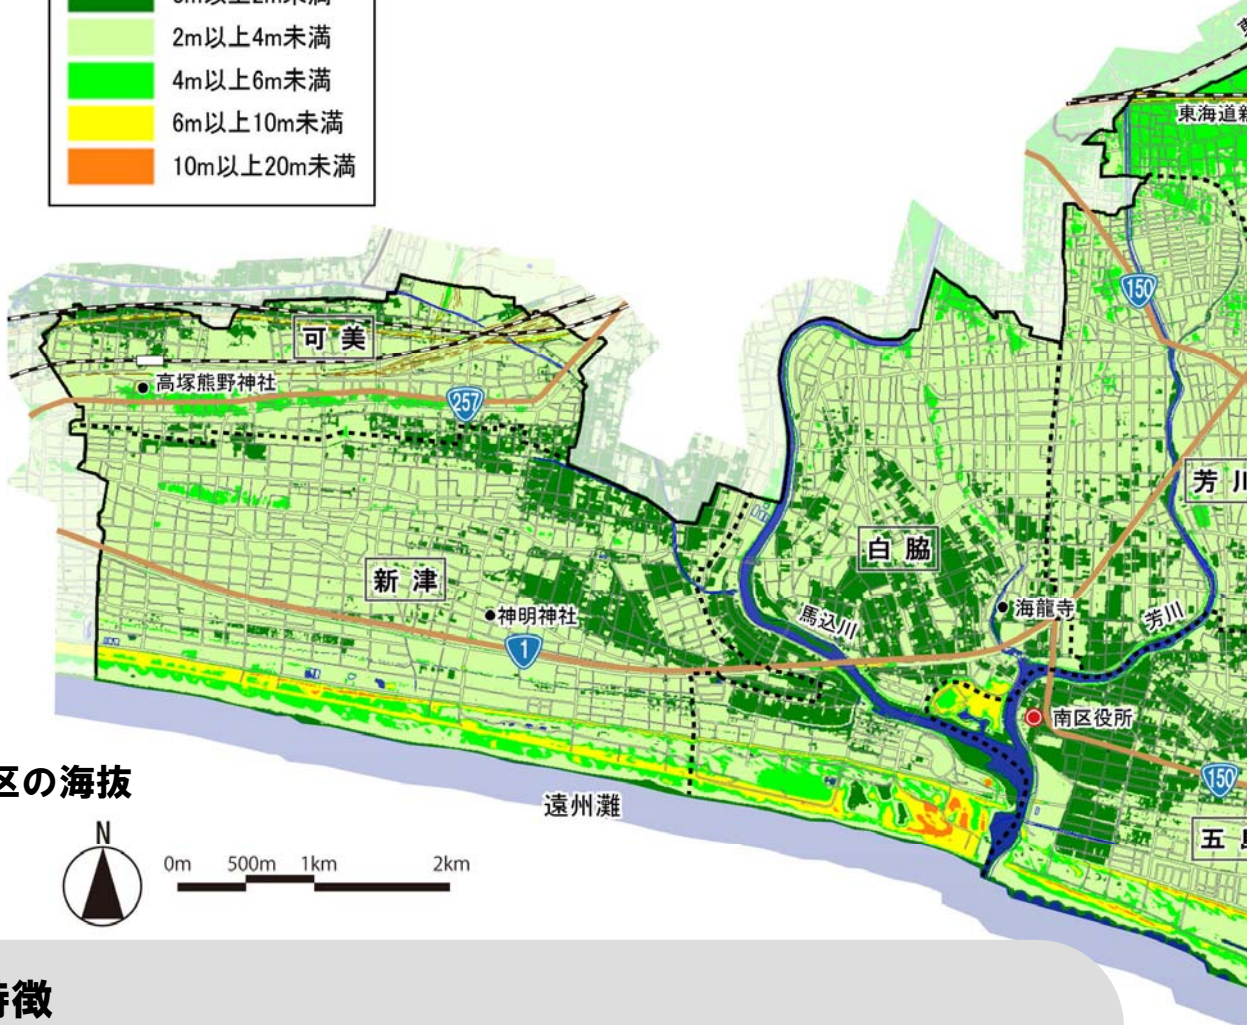 2m以上4m未満
4m以上6m未満
6m以上10m未満
10m以上20m未満
東海道新
150
可美
高塚熊野神社
257
芳川
白脇
新津
神明神社
1
馬込川
海龍寺
芳川
南区役所
150
区の海抜
遠州灘
五
N
0m 500m 1km 2km
特徴